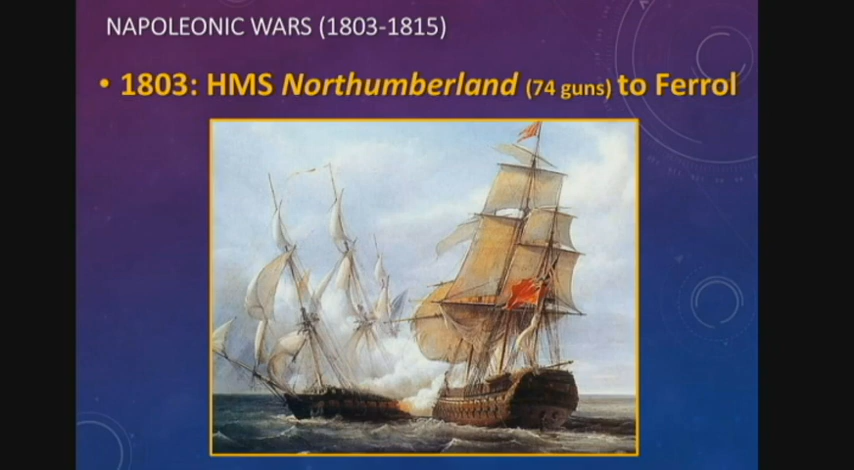 NAPOLEONIC WARS (1803-1815)
• 1803: HMS Northumberland (74 guns) to Ferrol